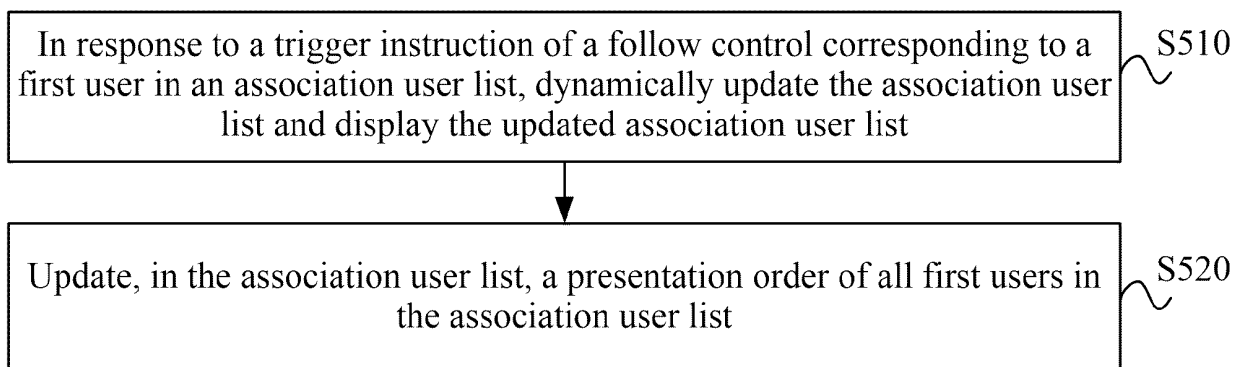 In response to a trigger instruction of a follow control corresponding to a
first user in an association user list, dynamically update the association user
list and display the updated association user list
S510
Update, in the association user list, a presentation order of all first users in
the association user list
S520